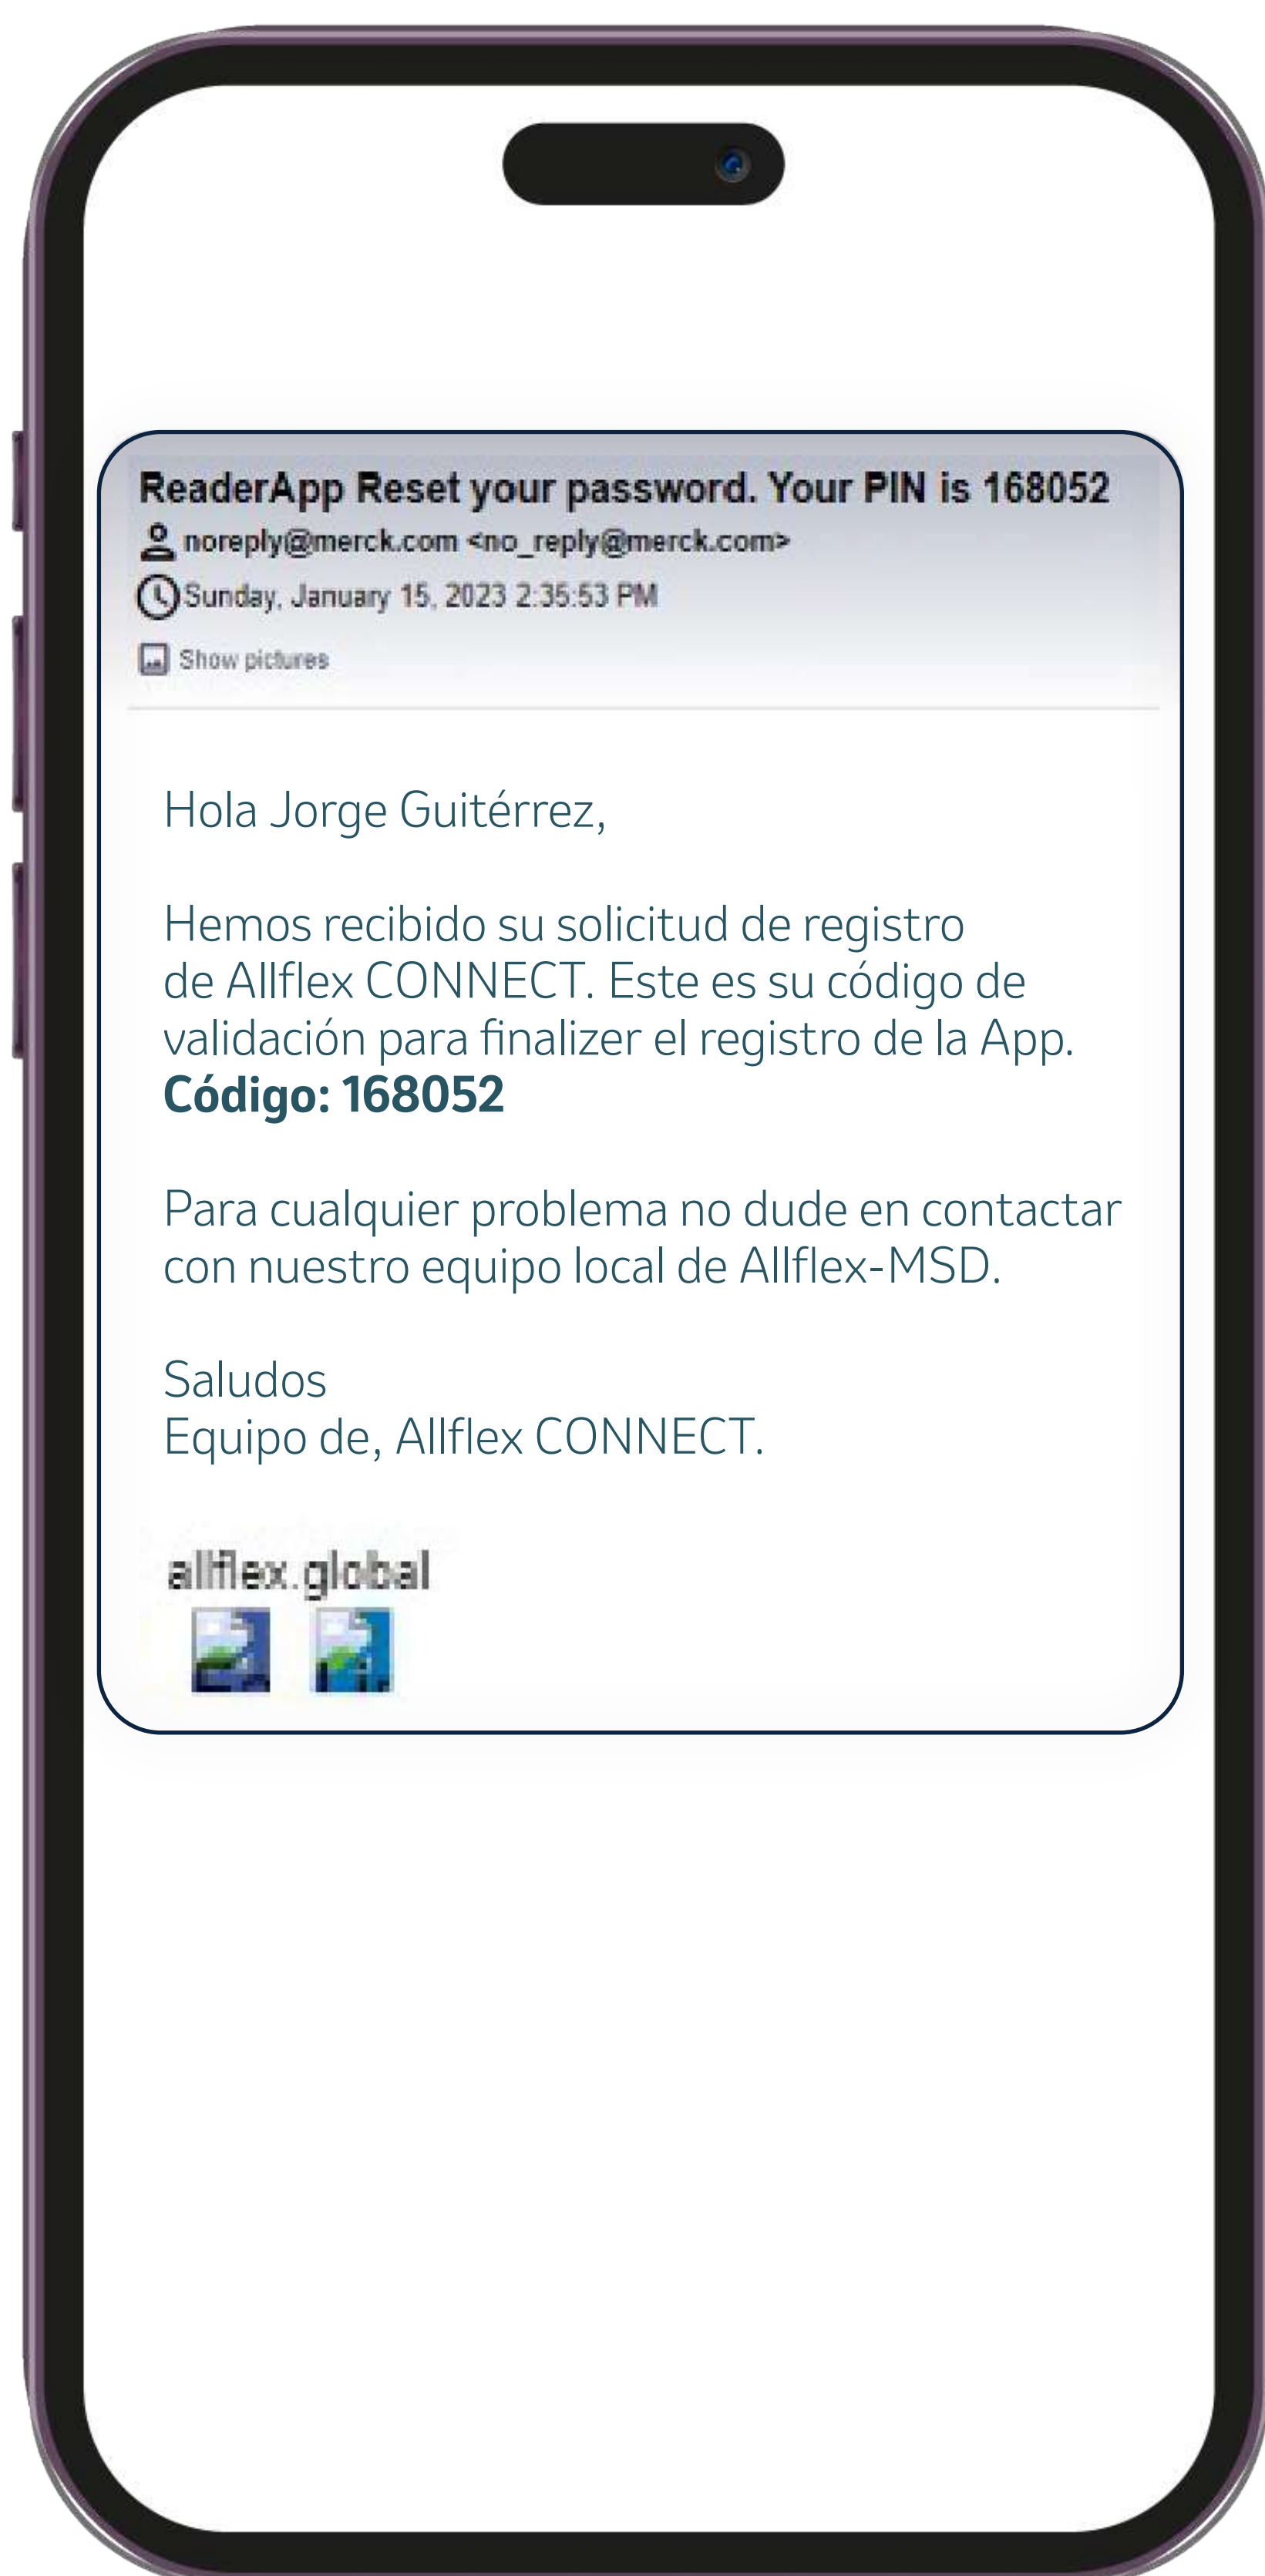 ReaderApp Reset your password. Your PIN is 168052
noreply@merck.com <no_reply@merck.com>
Sunday, January 15, 2023 2:35:53 PM
Show pictures
Hola Jorge Guitérrez,
Hemos recibido su solicitud de registro
de Allflex CONNECT. Este es su código de
validación para finalizer el registro de la App.
Código: 168052
Para cualquier problema no dude en contactar
con nuestro equipo local de Allflex-MSD.
Saludos
Equipo de, Allflex CONNECT.
allflex.global